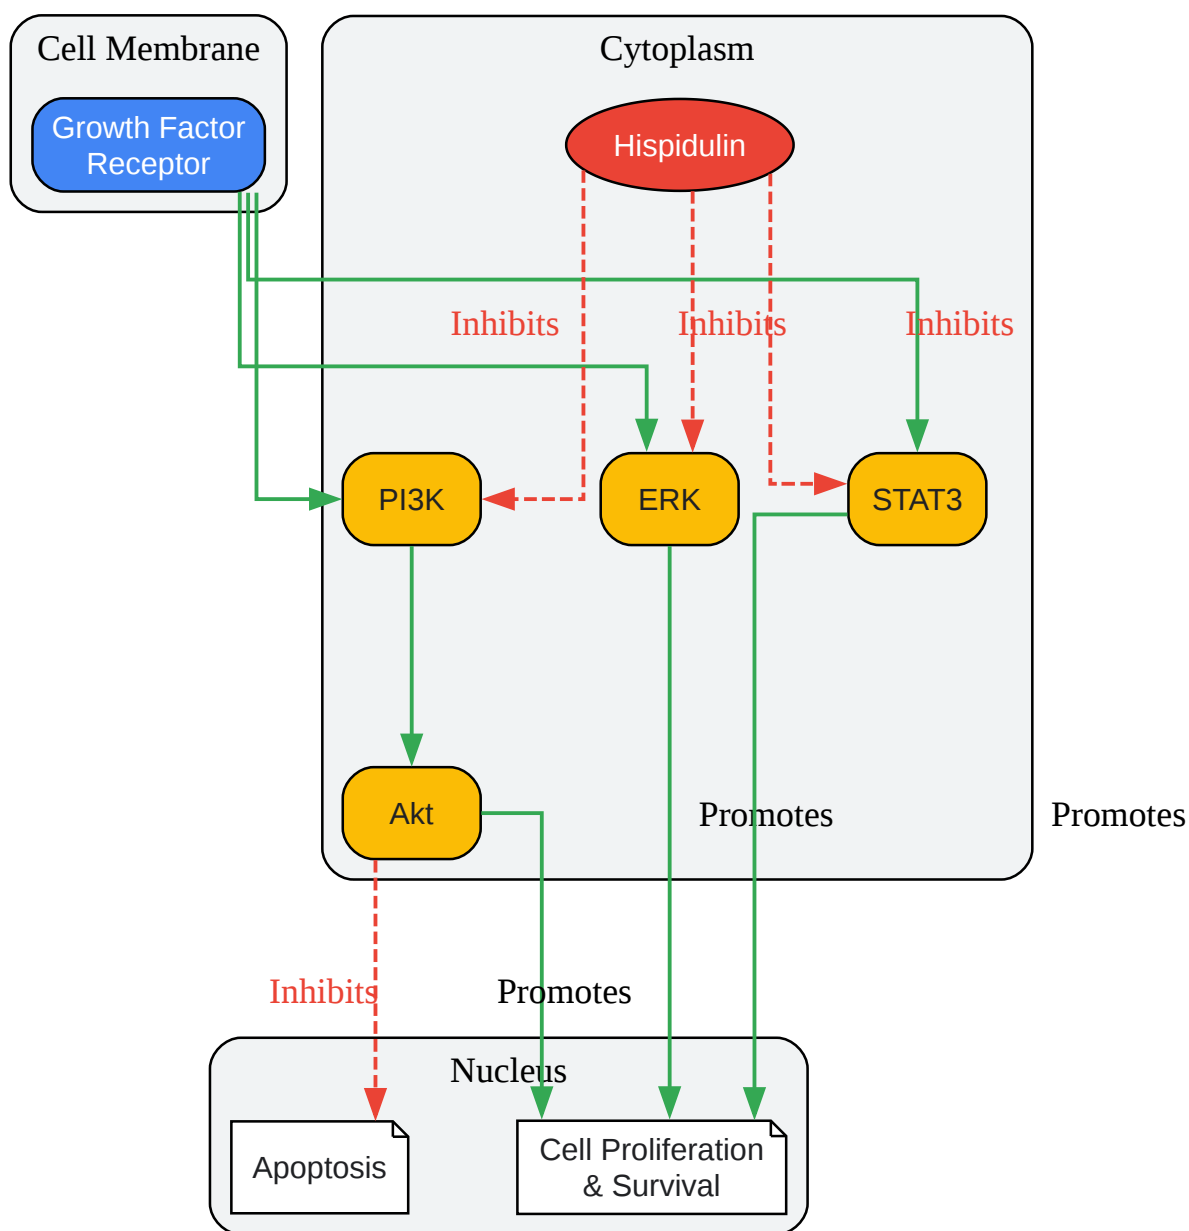 Cell Membrane
Cytoplasm
Growth Factor
Receptor
Hispidulin
Inhibits
Inhibits
Inhibits
PI3K
ERK
STAT3
Akt
Promotes
Promotes
Inhibits
Promotes
Nucleus
Apoptosis
Cell Proliferation
& Survival